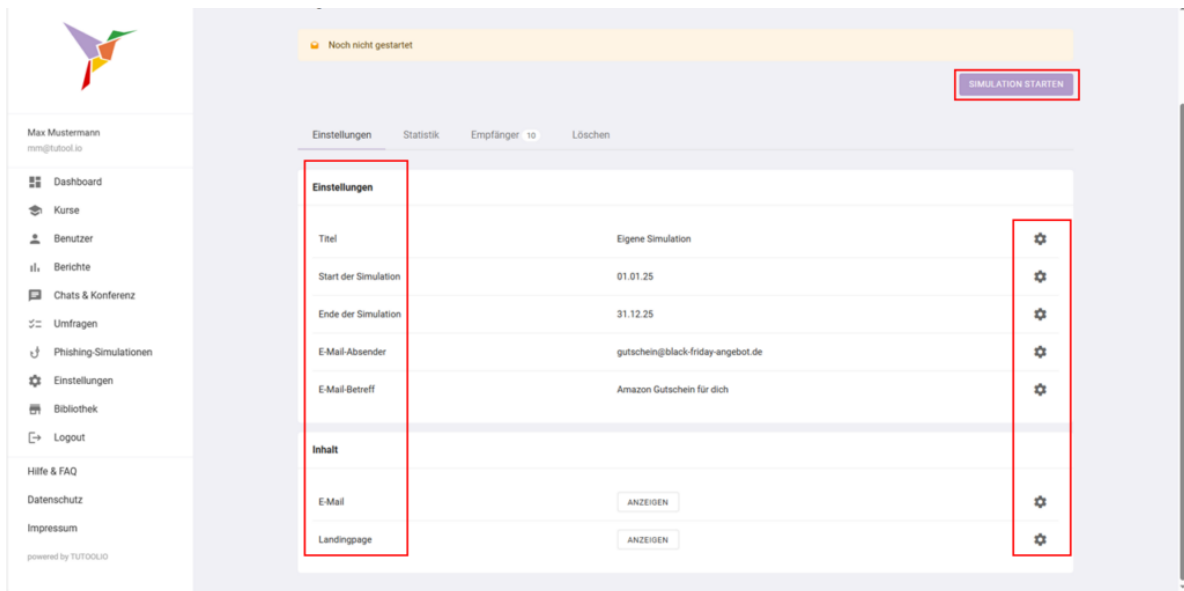 Noch nicht gestartet
SIMULATION STARTEN
Max Mustermann
mm@tutool.io
Dashboard
Kurse
Benutzer
Berichte
Chats & Konferenz
Umfragen
Phishing-Simulationen
Einstellungen
Bibliothek
Logout
Hilfe & FAQ
Datenschutz
Impressum
powered by TUTOOLIO
Einstellungen Statistik Empfänger 10 Löschen
Einstellungen
Titel Eigene Simulation
Start der Simulation 01.01.25
Ende der Simulation 31.12.25
E-Mail-Absender gutschein@black-friday-angebot.de
E-Mail-Betreff Amazon Gutschein für dich
Inhalt
E-Mail ANZEIGEN
Landingpage ANZEIGEN